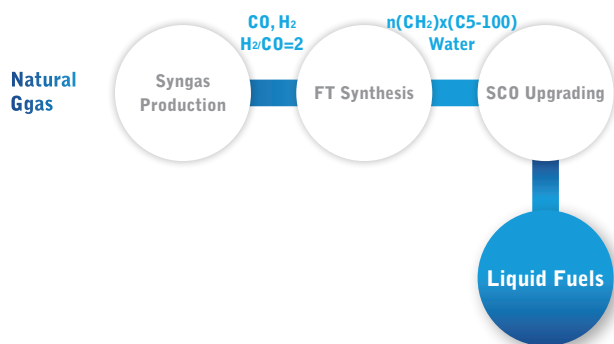 Natural
Ggas
Syngas
Production
CO, H₂
H₂/CO=2
FT Synthesis
n(CH2)x(C5-100)
Water
SCO Upgrading
Liquid Fuels